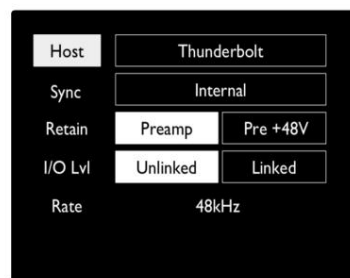 Host Thunderbolt
Sync Internal
Retain Preamp Pre +48V
I/O Lvl Unlinked Linked
Rate 48kHz